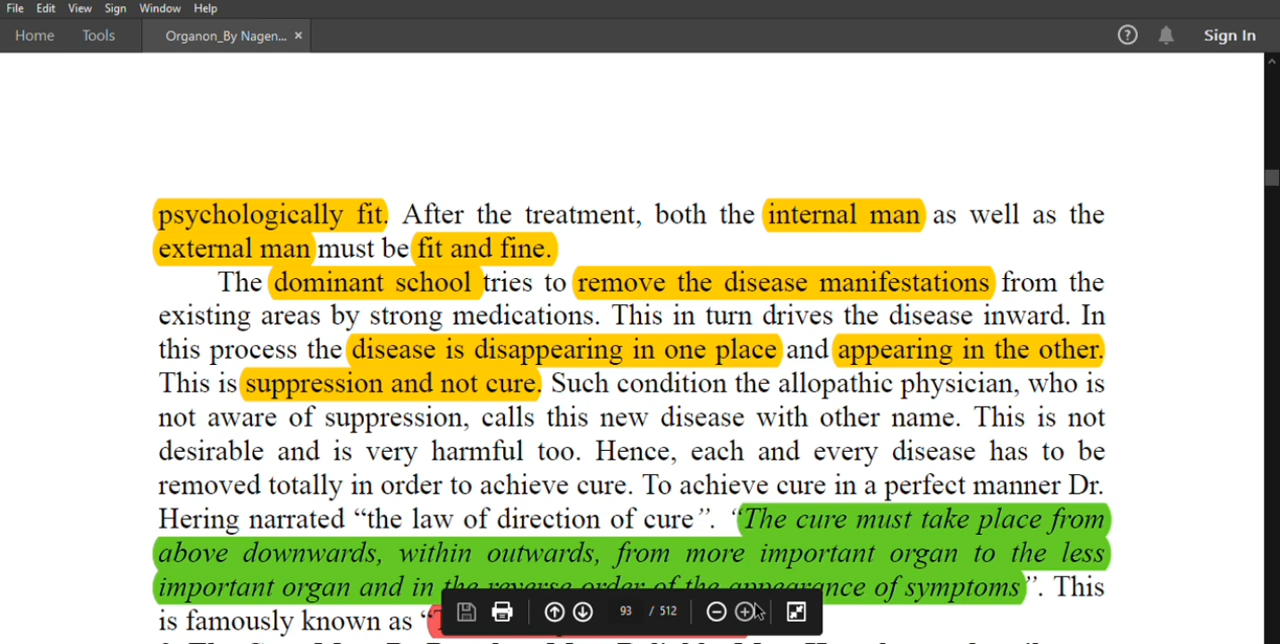 File Edit View Sign Window Help
Home Tools Organon_By Nagen... × ? Sign In
psychologically fit. After the treatment, both the internal man as well as the
external man must be fit and fine.
The dominant school tries to remove the disease manifestations from the
existing areas by strong medications. This in turn drives the disease inward. In
this process the disease is disappearing in one place and appearing in the other.
This is suppression and not cure. Such condition the allopathic physician, who is
not aware of suppression, calls this new disease with other name. This is not
desirable and is very harmful too. Hence, each and every disease has to be
removed totally in order to achieve cure. To achieve cure in a perfect manner Dr.
Hering narrated “the law of direction of cure”. “The cure must take place from
above downwards, within outwards, from more important organ to the less
important organ and in the reverse order of the appearance of symptoms”. This
is famously known as “
93 / 512